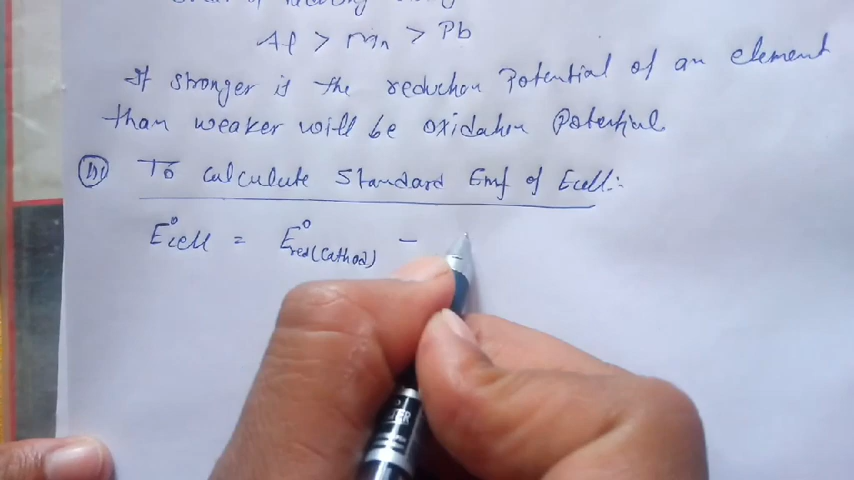 Al > Mn > Pb
If stronger is the reduction Potential of an element
than weaker will be oxidation Potential
To calculate Standard Emf of Ecell:-
E°cell = E°red(Cathod) -